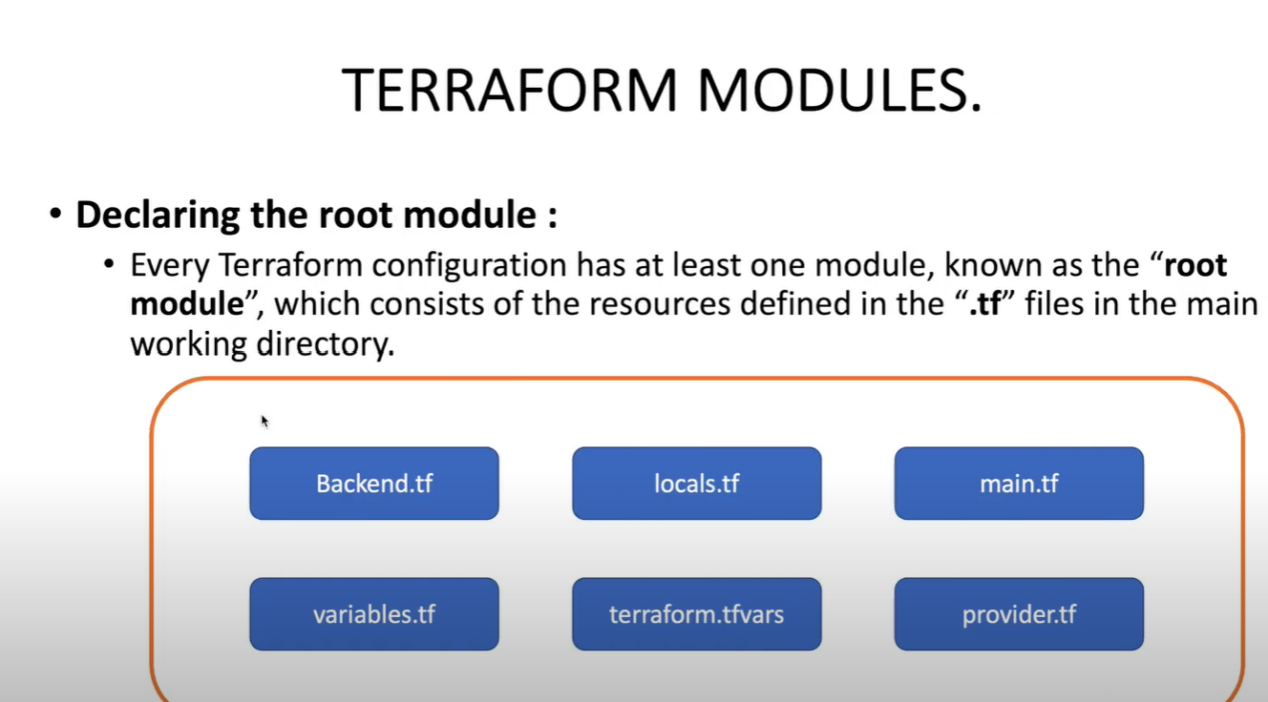 TERRAFORM MODULES.
• Declaring the root module :
• Every Terraform configuration has at least one module, known as the “root
module”, which consists of the resources defined in the “.tf” files in the main
working directory.
Backend.tf
locals.tf
main.tf
variables.tf
terraform.tfvars
provider.tf